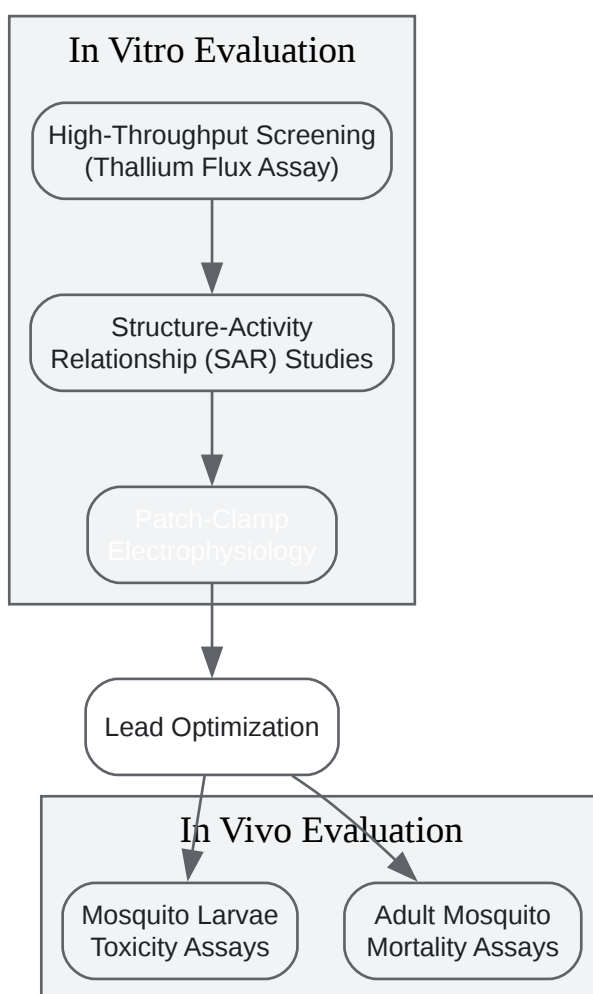 In Vitro Evaluation
High-Throughput Screening
(Thallium Flux Assay)
Structure-Activity
Relationship (SAR) Studies
Patch-Clamp
Electrophysiology
Lead Optimization
In Vivo Evaluation
Mosquito Larvae
Toxicity Assays
Adult Mosquito
Mortality Assays